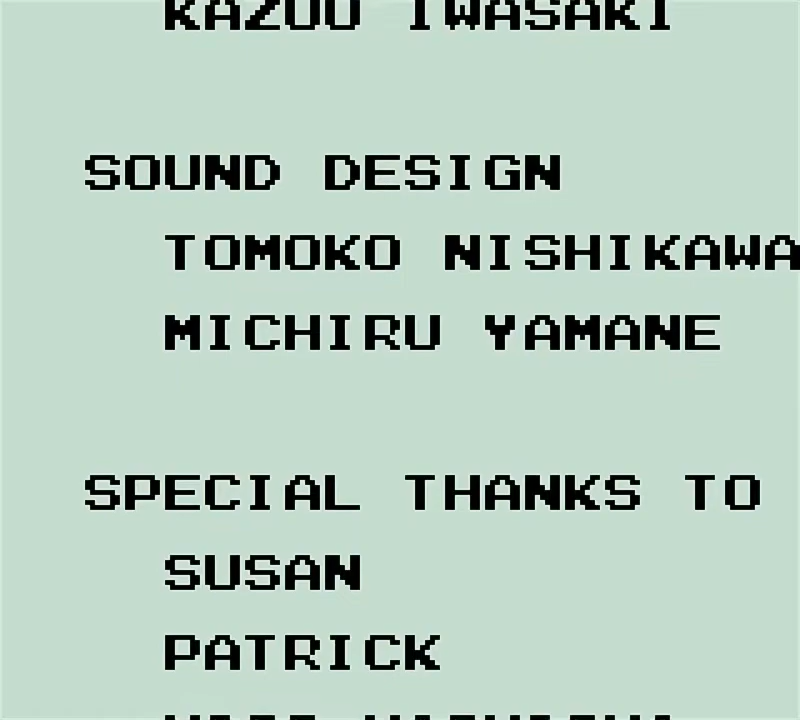 KAZUO IWASAKI
SOUND DESIGN
TOMOKO NISHIKAWA
MICHIRU YAMANE
SPECIAL THANKS TO
SUSAN
PATRICK